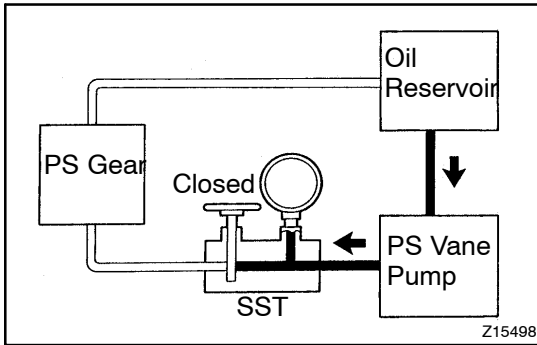 Oil
Reservoir
PS Gear
Closed
PS Vane
Pump
SST
Z15498